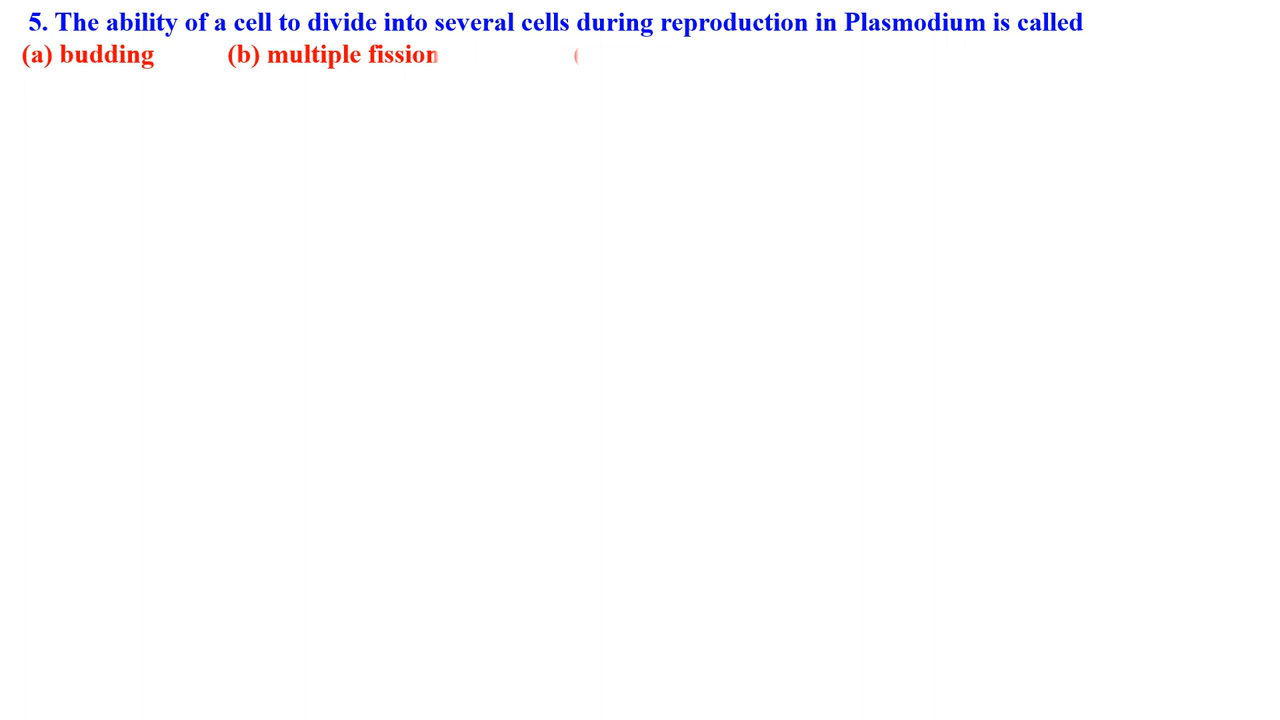 5. The ability of a cell to divide into several cells during reproduction in Plasmodium is called
(a) budding (b) multiple fission (